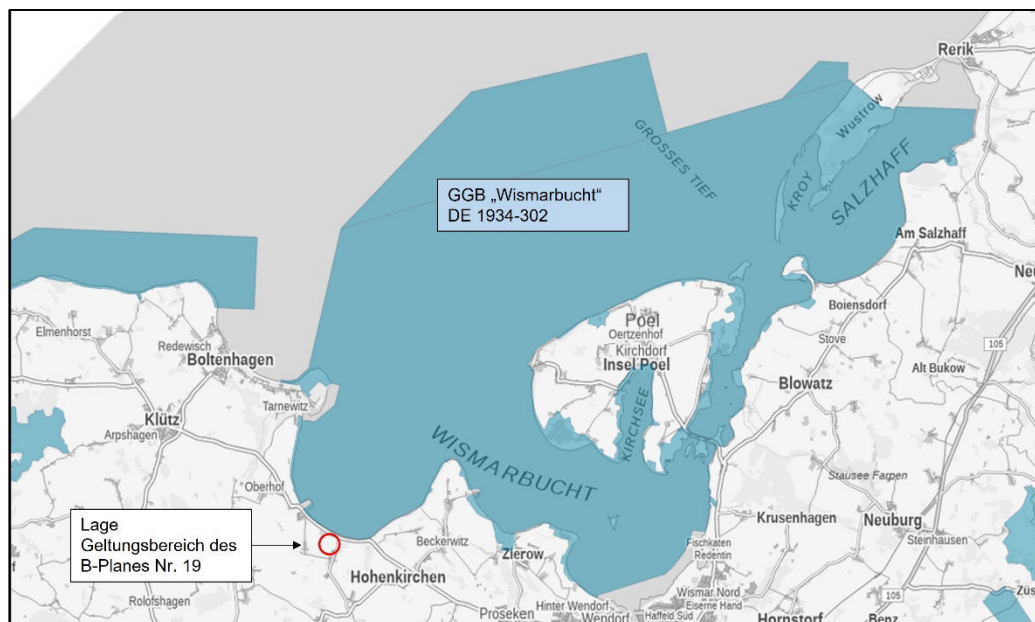 Rerik
Wustrow
GROSSES TIEF
KROY
SALZHAFF
GGB „Wismarbucht“
DE 1934-302
Am Salzhaff
Boiensdorf
Stove
Elmenhorst
Redewisch
Boltenhagen
Poel
Oertzenhof
Kirchdorf
Insel Poel
105
Alt Bukow
Blowatz
Tarnewitz
Klütz
Arpshagen
KIRCHSEE
WISMARBUCHT
Stausee Farpen
Oberhof
Lage
Geltungsbereich des
B-Planes Nr. 19
Beckerwitz
Zierow
Krusenhagen
Neuburg
Steinhausen
Fischkaten
Redentin
Hohenkirchen
Rolofshagen
Proseken
Hinter Wendorf
Wendorf
Wismar Nord
Eiserne Hand
Haffeld Süd
Hornstorf
105